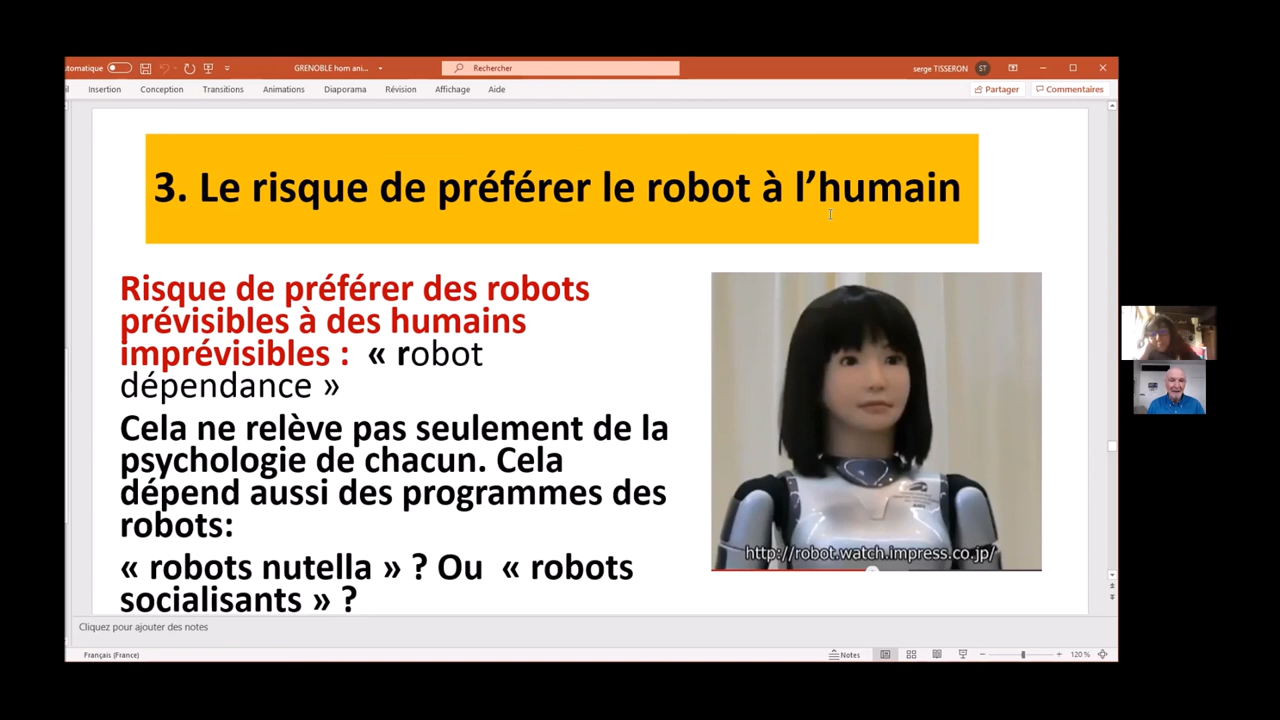 utomatique
GRENOBLE hom ani...
Rechercher
serge TISSERON
ST
Insertion Conception Transitions Animations Diaporama Révision Affichage Aide
Partager
Commentaires
3. Le risque de préférer le robot à l’humain
Risque de préférer des robots
prévisibles à des humains
imprévisibles : « robot
dépendance »
Cela ne relève pas seulement de la
psychologie de chacun. Cela
dépend aussi des programmes des
robots:
« robots nutella » ? Ou « robots
socialisants » ?
http://robot.watch.impress.co.jp/
Cliquez pour ajouter des notes
Français (France)
Notes
120 %